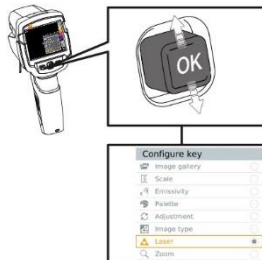 OK
Configure key
Image gallery
Scale
Emissivity
Palette
Adjustment
Image type
Laser
Zoom